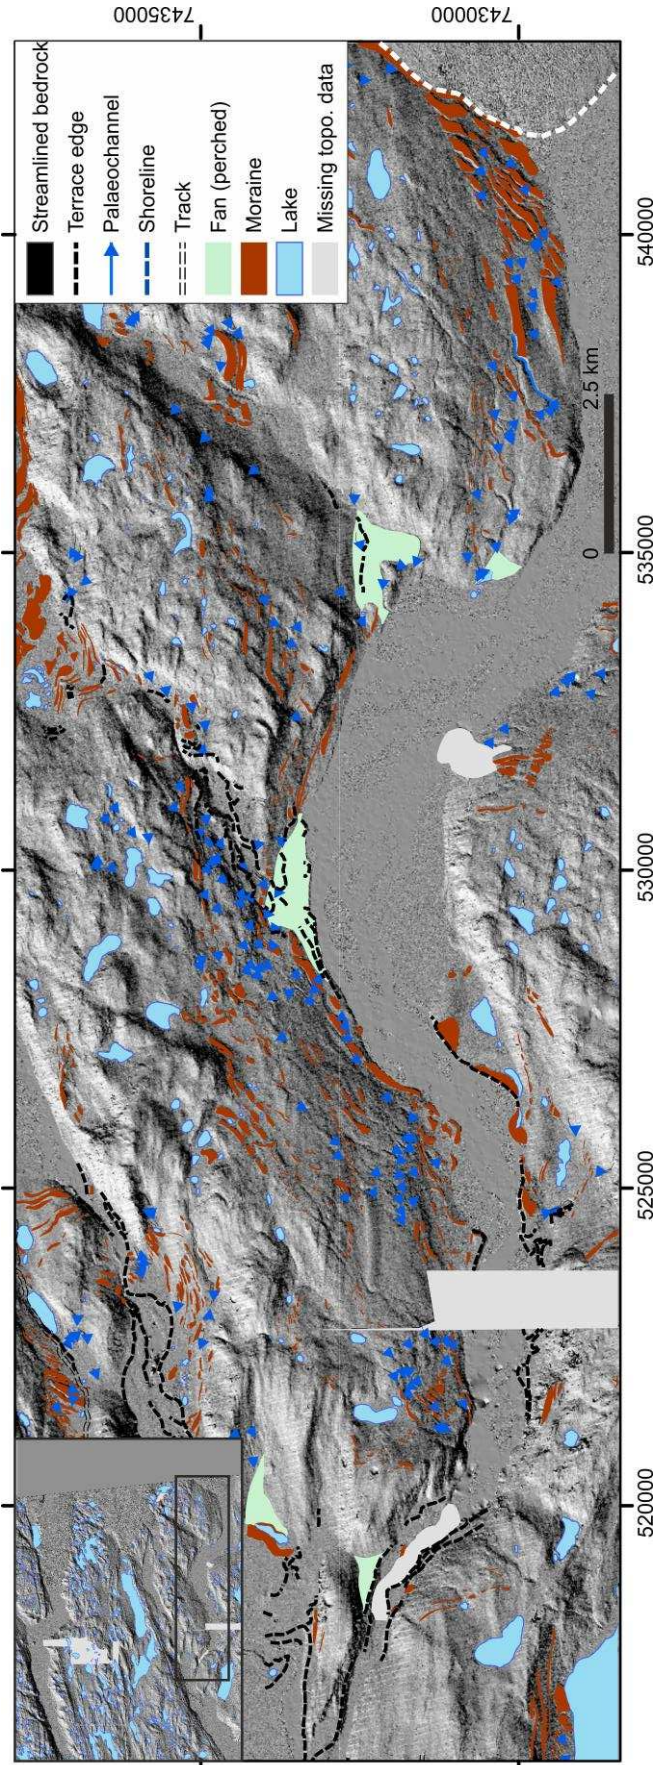 7435000
7430000
Streamlined bedrock
Terrace edge
Palaeochannel
Shoreline
Track
Fan (perched)
Moraine
Lake
Missing topo. data
540000
535000
530000
525000
520000
0
2.5 km